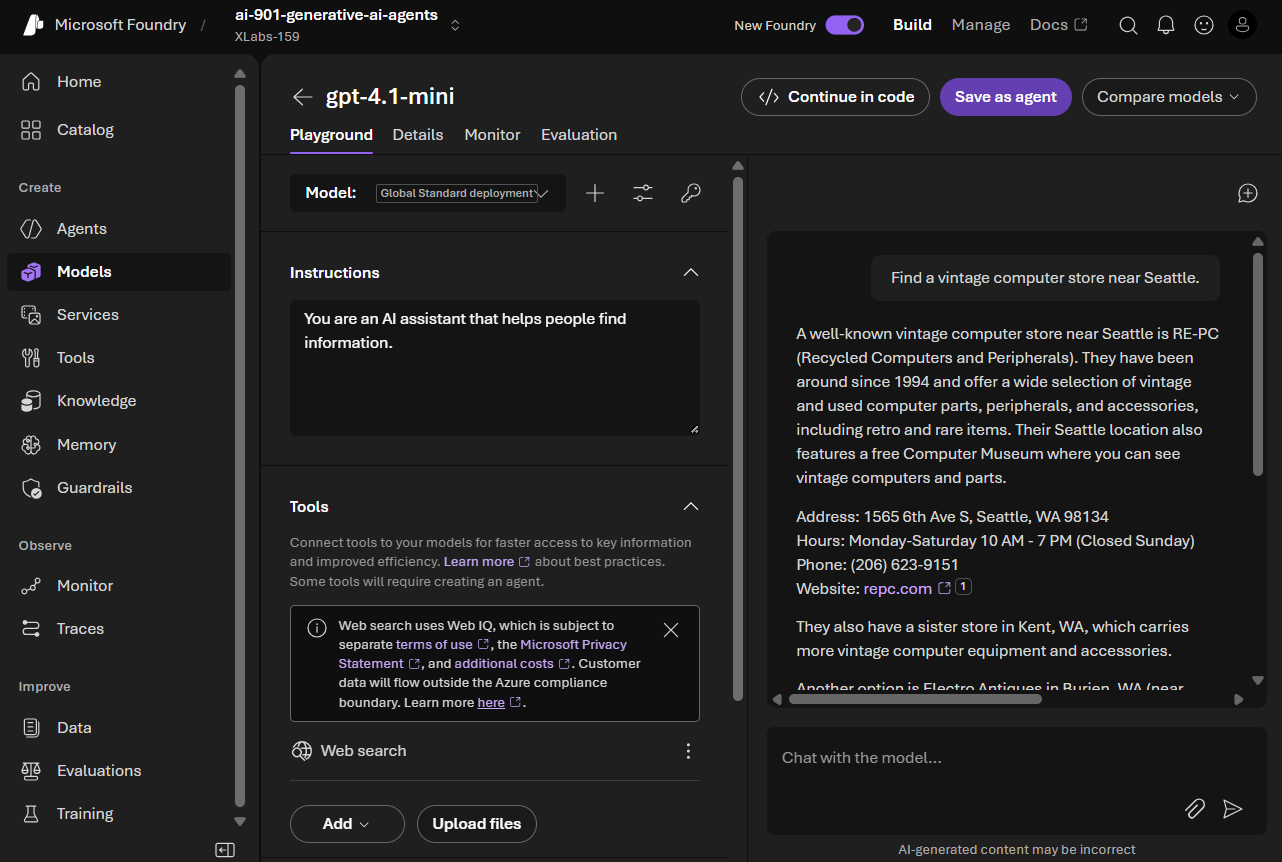 Microsoft Foundry
/
ai-901-generative-ai-agents
XLabs-159
New Foundry
Build
Manage
Docs
Home
Catalog
Create
Agents
Models
Services
Tools
Knowledge
Memory
Guardrails
Observe
Monitor
Traces
Improve
Data
Evaluations
Training
gpt-4.1-mini
Continue in code
Save as agent
Compare models
Playground
Details
Monitor
Evaluation
Model:
Global Standard deployment
Instructions
You are an AI assistant that helps people find
information.
Tools
Connect tools to your models for faster access to key information
and improved efficiency. Learn more about best practices.
Some tools will require creating an agent.
Web search uses Web IQ, which is subject to
separate terms of use, the Microsoft Privacy
Statement, and additional costs. Customer
data will flow outside the Azure compliance
boundary. Learn more here.
Web search
Add
Upload files
Find a vintage computer store near Seattle.
A well-known vintage computer store near Seattle is RE-PC
(Recycled Computers and Peripherals). They have been
around since 1994 and offer a wide selection of vintage
and used computer parts, peripherals, and accessories,
including retro and rare items. Their Seattle location also
features a free Computer Museum where you can see
vintage computers and parts.
Address: 1565 6th Ave S, Seattle, WA 98134
Hours: Monday-Saturday 10 AM - 7 PM (Closed Sunday)
Phone: (206) 623-9151
Website: repc.com 1
They also have a sister store in Kent, WA, which carries
more vintage computer equipment and accessories.
Another option is Electro Antiques in Burien, WA (near
Chat with the model...
AI-generated content may be incorrect